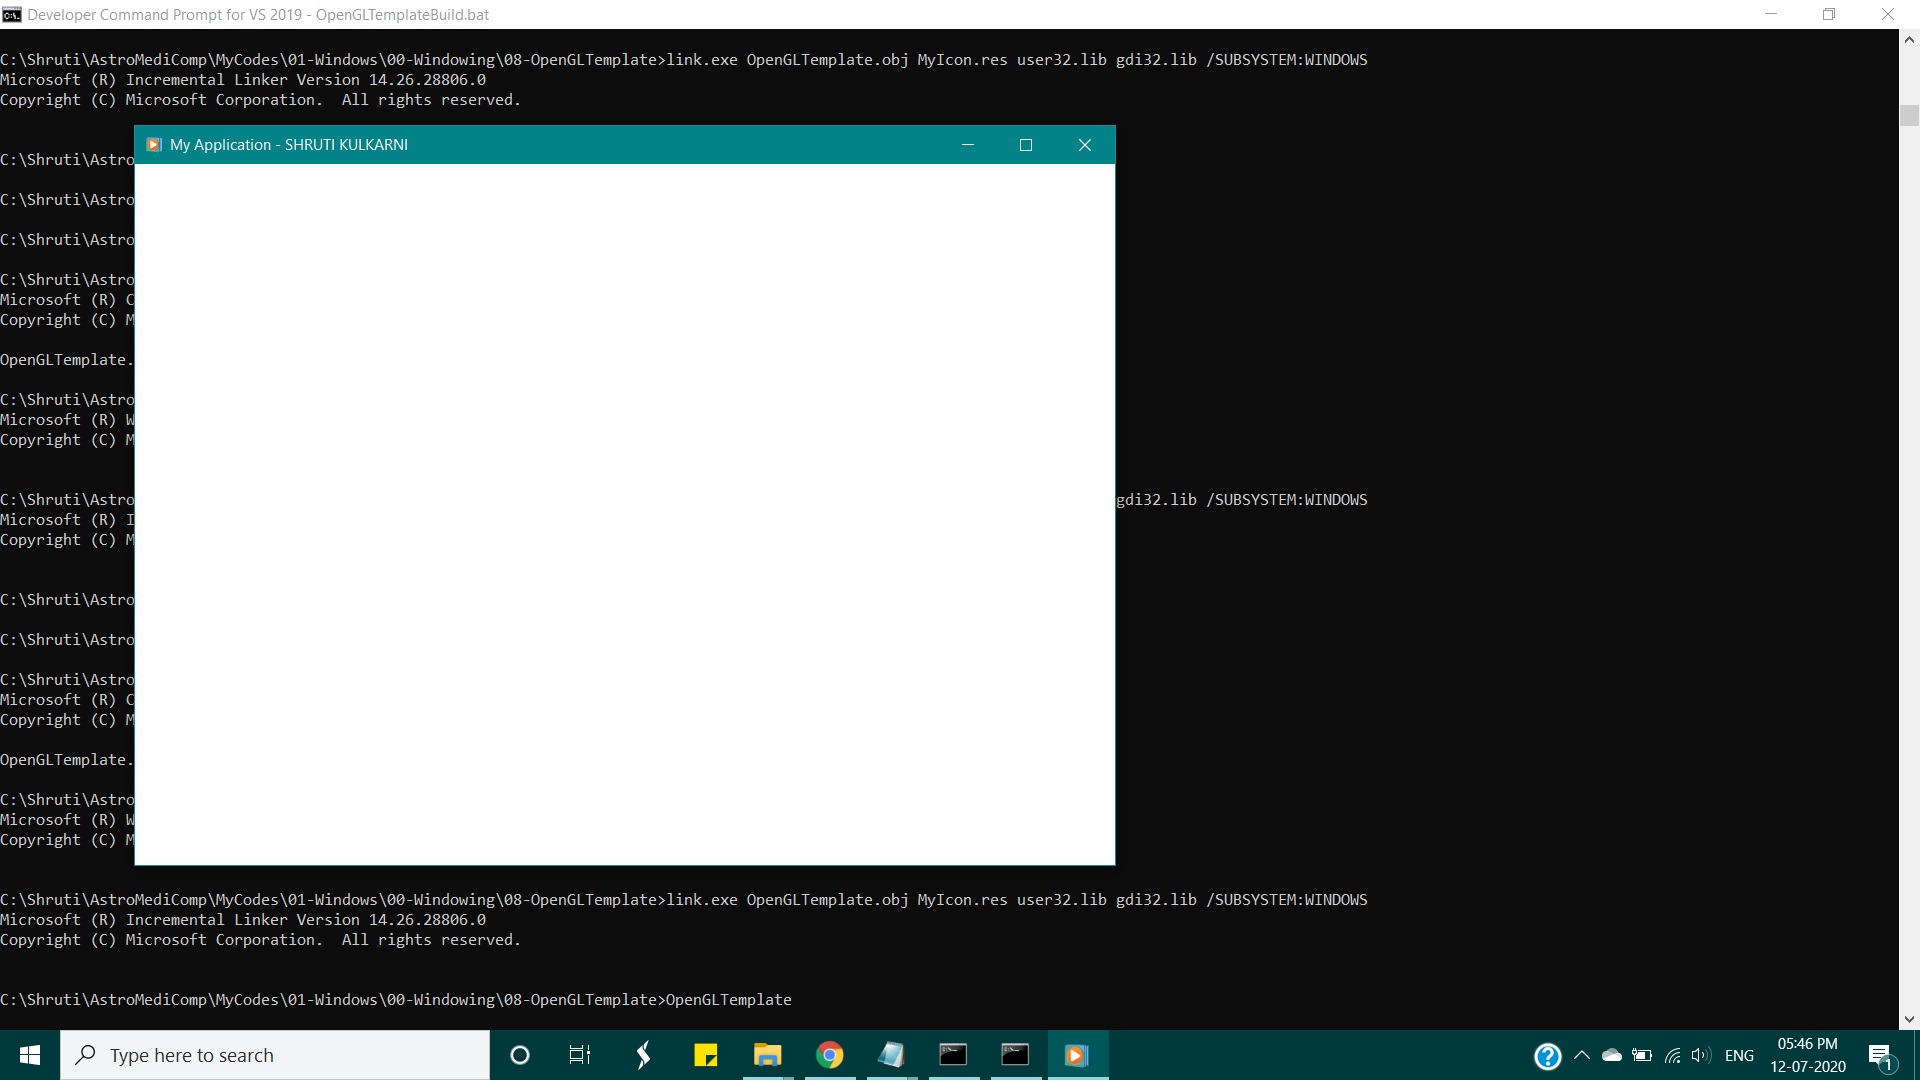 Developer Command Prompt for VS 2019 - OpenGLTemplateBuild.bat
C:\Shruti\AstroMediComp\MyCodes\01-Windows\00-Windowing\08-OpenGLTemplate>link.exe OpenGLTemplate.obj MyIcon.res user32.lib gdi32.lib /SUBSYSTEM:WINDOWS
Microsoft (R) Incremental Linker Version 14.26.28806.0
Copyright (C) Microsoft Corporation.  All rights reserved.
My Application - SHRUTI KULKARNI
C:\Shruti\Astro
C:\Shruti\Astro
C:\Shruti\Astro
C:\Shruti\Astro
Microsoft (R) C
Copyright (C) M
OpenGLTemplate.
C:\Shruti\Astro
Microsoft (R) W
Copyright (C) M
C:\Shruti\Astro gdi32.lib /SUBSYSTEM:WINDOWS
Microsoft (R) I
Copyright (C) M
C:\Shruti\Astro
C:\Shruti\Astro
C:\Shruti\Astro
Microsoft (R) C
Copyright (C) M
OpenGLTemplate.
C:\Shruti\Astro
Microsoft (R) W
Copyright (C) M
C:\Shruti\AstroMediComp\MyCodes\01-Windows\00-Windowing\08-OpenGLTemplate>link.exe OpenGLTemplate.obj MyIcon.res user32.lib gdi32.lib /SUBSYSTEM:WINDOWS
Microsoft (R) Incremental Linker Version 14.26.28806.0
Copyright (C) Microsoft Corporation.  All rights reserved.
C:\Shruti\AstroMediComp\MyCodes\01-Windows\00-Windowing\08-OpenGLTemplate>OpenGLTemplate
Type here to search
ENG
05:46 PM
12-07-2020
1